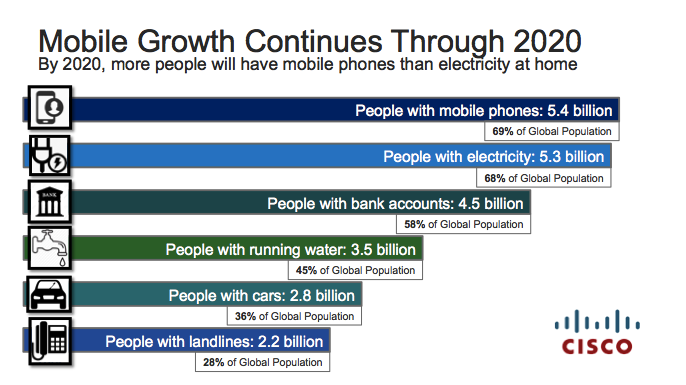 Mobile Growth Continues Through 2020
By 2020, more people will have mobile phones than electricity at home
People with mobile phones: 5.4 billion
69% of Global Population
People with electricity: 5.3 billion
68% of Global Population
BANK
People with bank accounts: 4.5 billion
58% of Global Population
People with running water: 3.5 billion
45% of Global Population
People with cars: 2.8 billion
36% of Global Population
People with landlines: 2.2 billion
28% of Global Population
CISCO